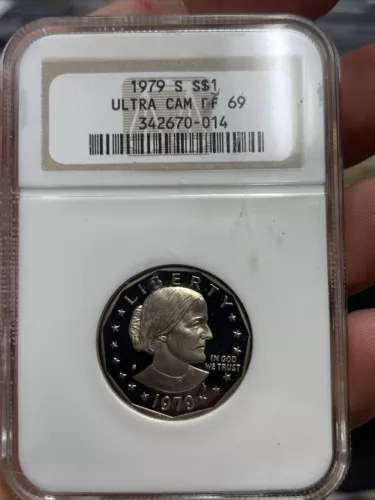 1979 S S$1
ULTRA CAM PF 69
342670-014
LIBERTY
IN GOD
WE TRUST
S
1979